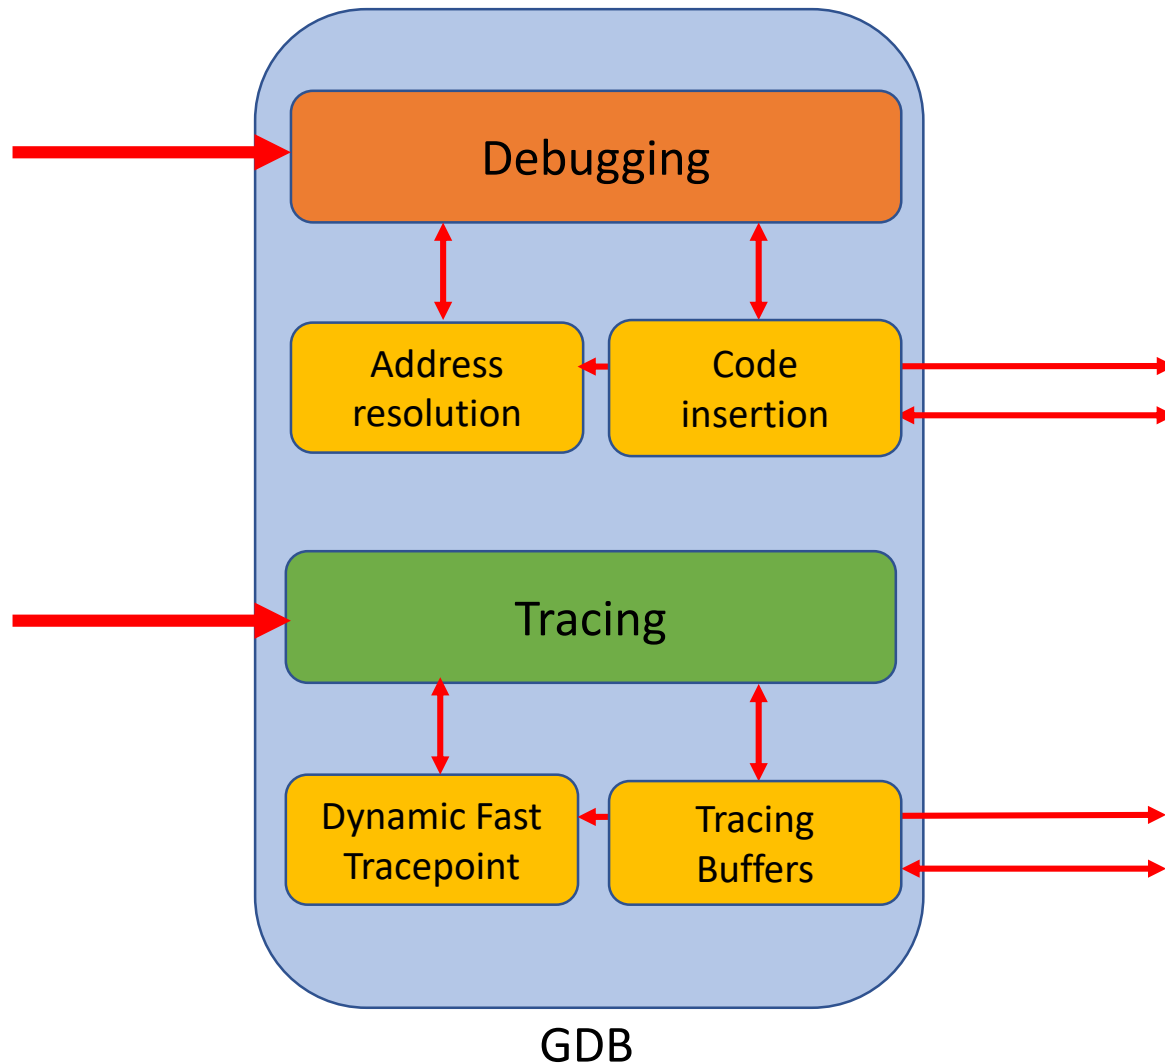 Debugging
Address
resolution
Code
insertion
Tracing
Dynamic Fast
Tracepoint
Tracing
Buffers
GDB